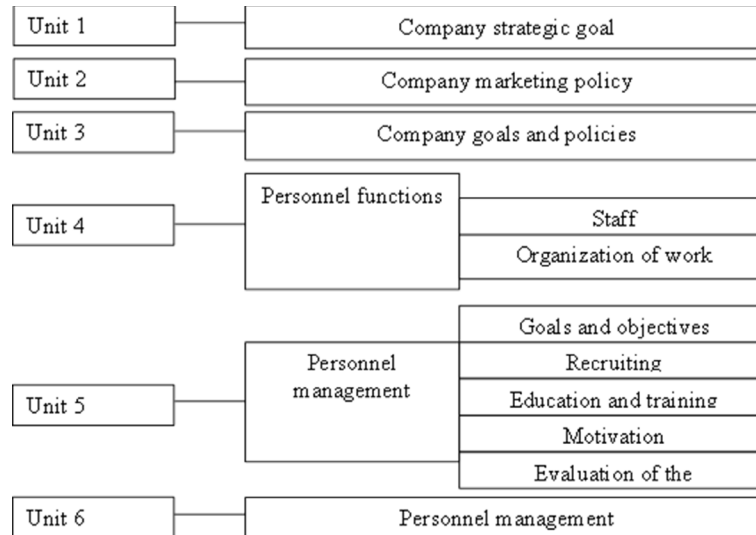 Unit 1
Company strategic goal
Unit 2
Company marketing policy
Unit 3
Company goals and policies
Unit 4
Personnel functions
Staff
Organization of work
Unit 5
Personnel
management
Goals and objectives
Recruiting
Education and training
Motivation
Evaluation of the
Unit 6
Personnel management